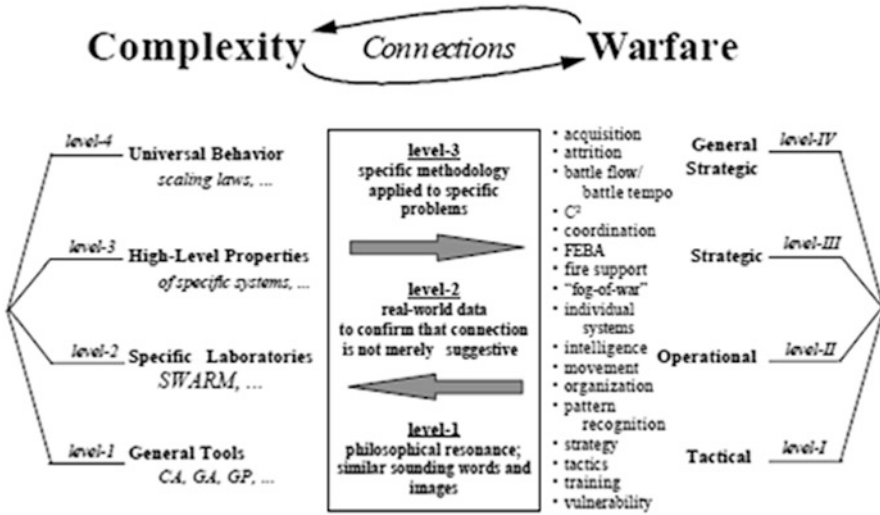 Complexity Connections Warfare
level-4
Universal Behavior
scaling laws, ...
level-3
High-Level Properties
of specific systems, ...
level-2
Specific Laboratories
SWARM, ...
level-1
General Tools
CA, GA, GP, ...
level-3
specific methodology
applied to specific
problems
level-2
real-world data
to confirm that connection
is not merely suggestive
level-1
philosophical resonance;
similar sounding words and
images
• acquisition
• attrition
• battle flow/
battle tempo
• C²
• coordination
• FEBA
• fire support
• "fog-of-war"
• individual
systems
• intelligence
• movement
• organization
• pattern
recognition
• strategy
• tactics
• training
• vulnerability
level-IV
General
Strategic
level-III
Strategic
level-II
Operational
level-I
Tactical